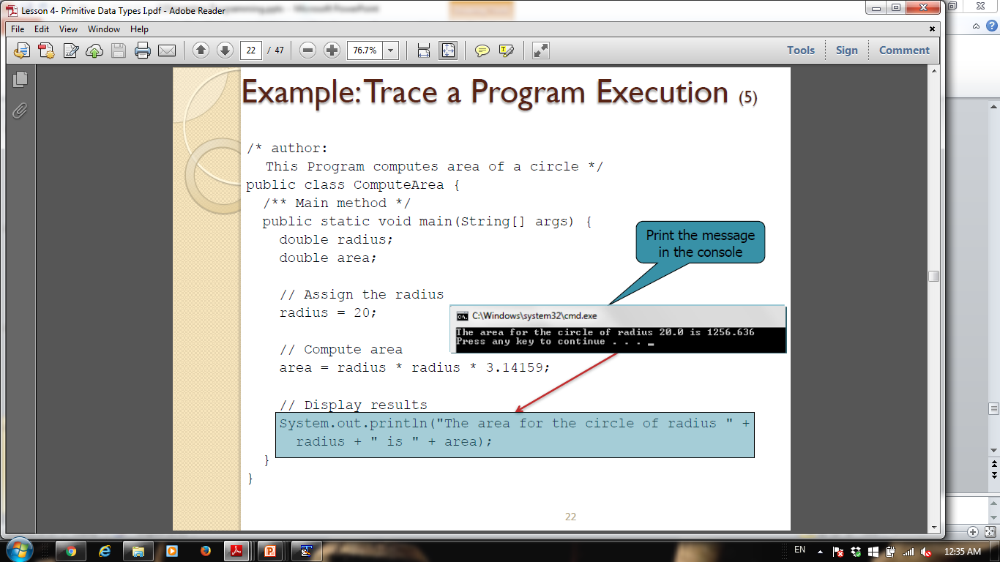 Lesson 4- Primitive Data Types I.pdf - Adobe Reader
File Edit View Window Help
22 / 47 76.7% Tools Sign Comment
Example: Trace a Program Execution (5)
/* author:
This Program computes area of a circle */
public class ComputeArea {
/** Main method */
public static void main(String[] args) {
double radius;
double area;
Print the message
in the console
// Assign the radius
radius = 20;
C:\Windows\system32\cmd.exe
The area for the circle of radius 20.0 is 1256.636
Press any key to continue . . . _
// Compute area
area = radius * radius * 3.14159;
// Display results
System.out.println("The area for the circle of radius " +
radius + " is " + area);
}
}
22
EN 12:35 AM